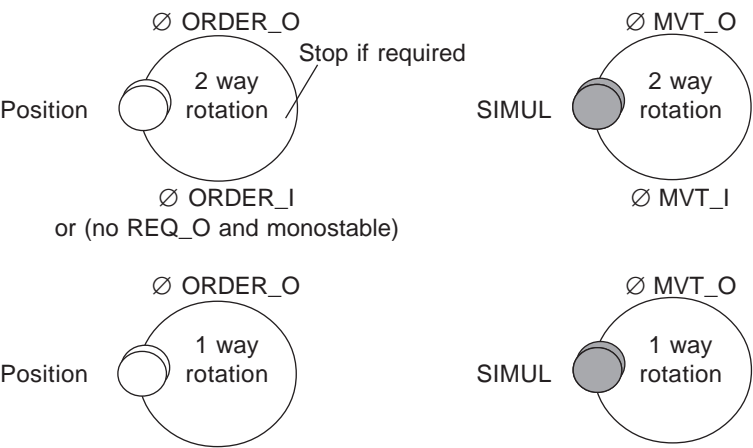 ∅ ORDER_O
Stop if required
2 way
rotation
Position
∅ ORDER_I
or (no REQ_O and monostable)
∅ MVT_O
2 way
rotation
SIMUL
∅ MVT_I
∅ ORDER_O
1 way
rotation
Position
∅ MVT_O
1 way
rotation
SIMUL